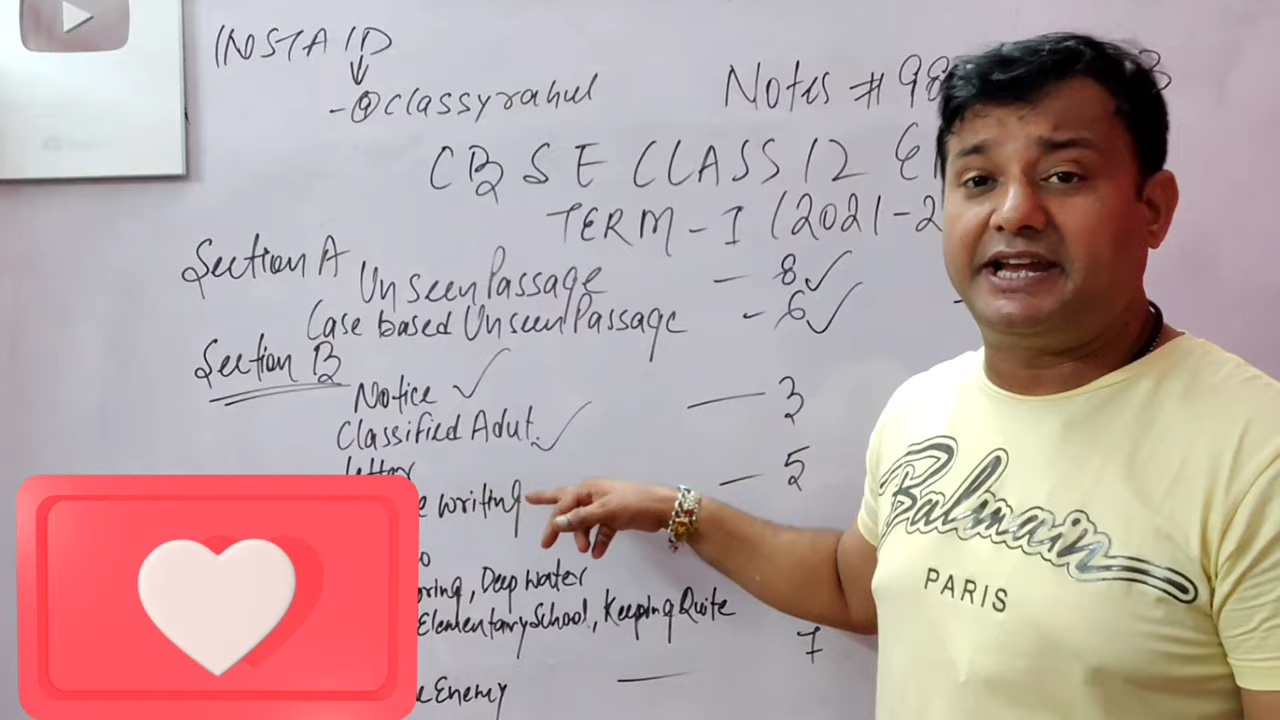 INSTA ID
- @classyrahul
Notes # 98
CBSE CLASS 12 E
TERM - I (2021-2
Section A
Unseen Passage - 8
Case based Unseen Passage - 6
Section B
Notice - 3
Classified Advt.
letter - 5
writing
Deep Water
Elementary School, Keeping Quite
7
Enemy
Balmain
PARIS